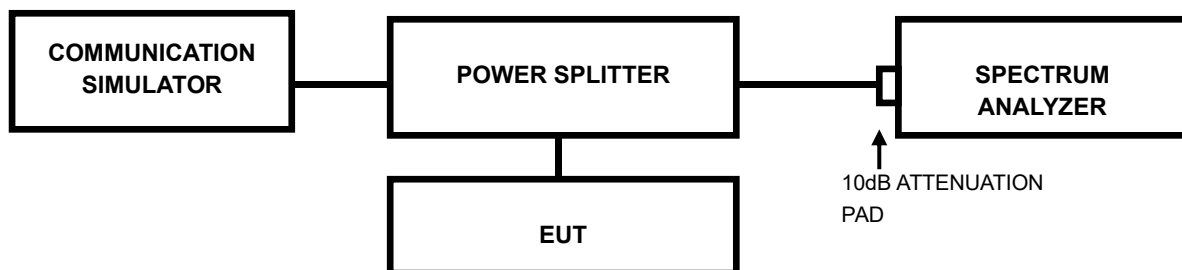 COMMUNICATION
SIMULATOR
POWER SPLITTER
SPECTRUM
ANALYZER
10dB ATTENUATION
PAD
EUT